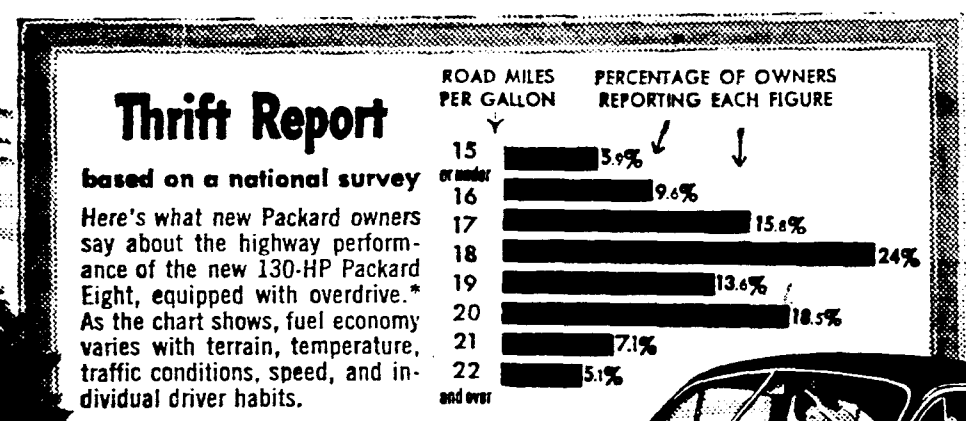 Thrift Report
based on a national survey
Here's what new Packard owners
say about the highway perform-
ance of the new 130-HP Packard
Eight, equipped with overdrive.*
As the chart shows, fuel economy
varies with terrain, temperature,
traffic conditions, speed, and in-
dividual driver habits.
ROAD MILES
PER GALLON
PERCENTAGE OF OWNERS
REPORTING EACH FIGURE
15 5.9%
or under
16 9.6%
17 15.8%
18 24%
19 13.6%
20 18.5%
21 7.1%
22 5.1%
and over